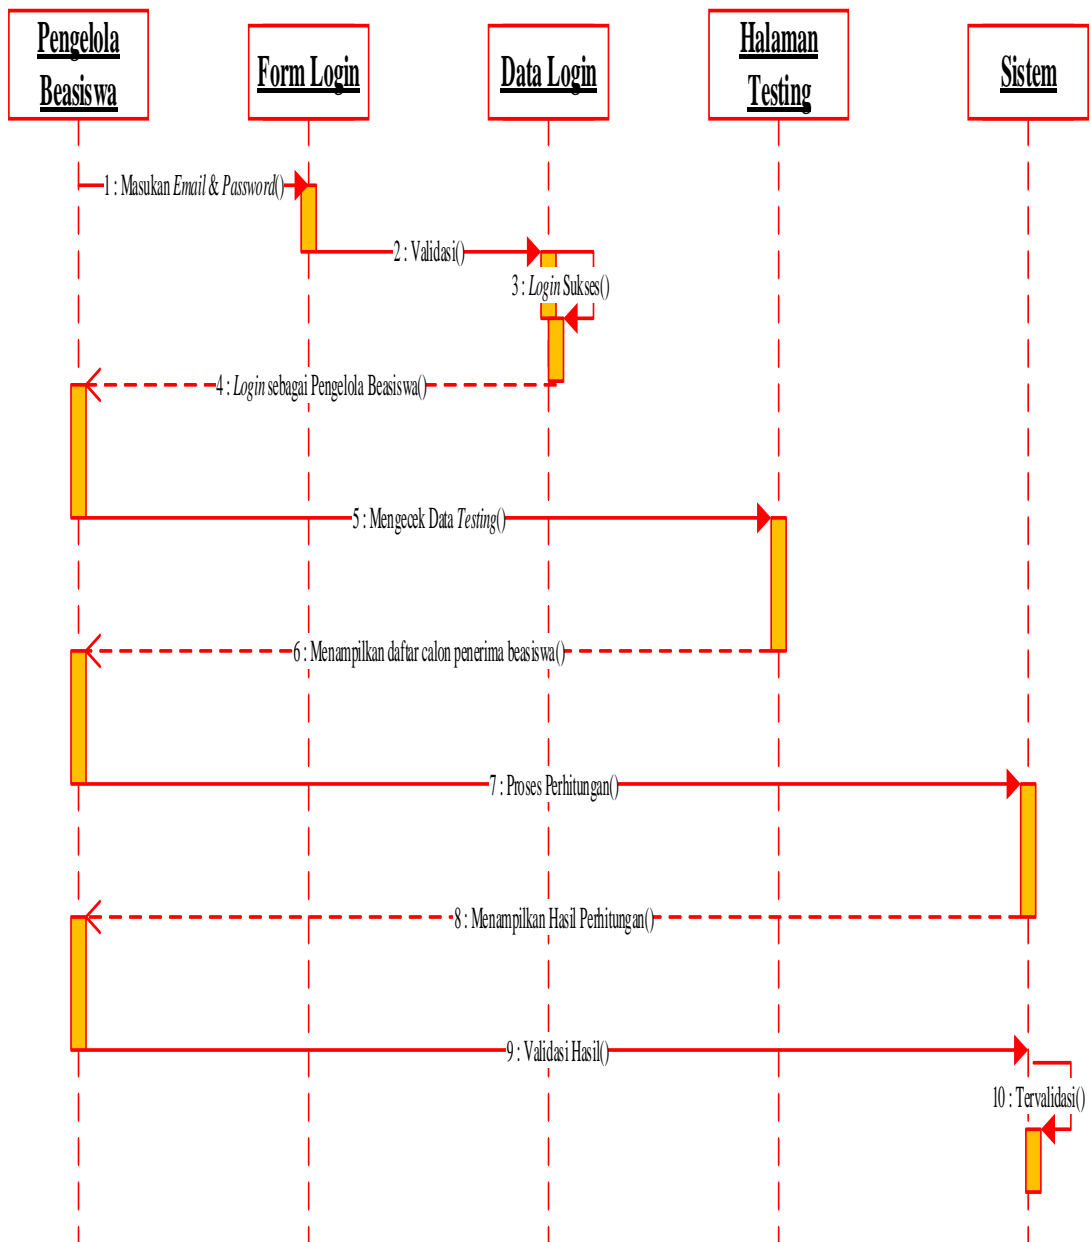 Pengelola
Beasiswa
Form Login
Data Login
Halaman
Testing
Sistem
1 : Masukan Email & Password()
2 : Validasi()
3 : Login Sukses()
4 : Login sebagai Pengelola Beasiswa()
5 : Mengecek Data Testing()
6 : Menampilkan daftar calon penerima beasiswa()
7 : Proses Perhitungan()
8 : Menampilkan Hasil Perhitungan()
9 : Validasi Hasil()
10 : Tervalidasi()